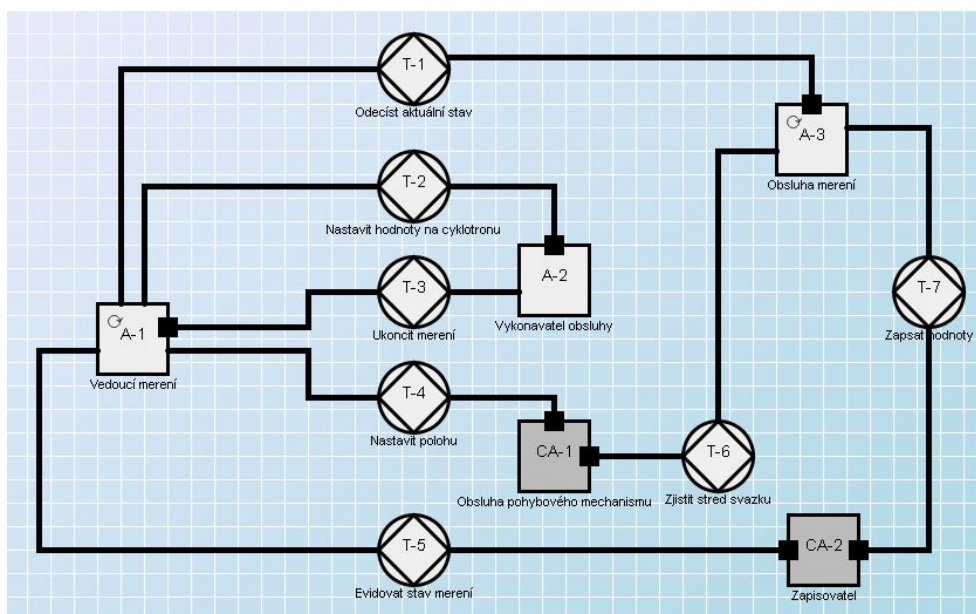 T-1
Odecíst aktuální stav
A-3
Obsluha merení
T-2
Nastavit hodnoty na cyklotronu
A-2
Vykonavatel obsluhy
T-3
Ukoncit merení
T-7
Zapsat hodnoty
A-1
Vedoucí merení
T-4
Nastavit polohu
CA-1
Obsluha pohybového mechanismu
T-6
Zjistit stred svazku
T-5
Evidovat stav merení
CA-2
Zapisovatel